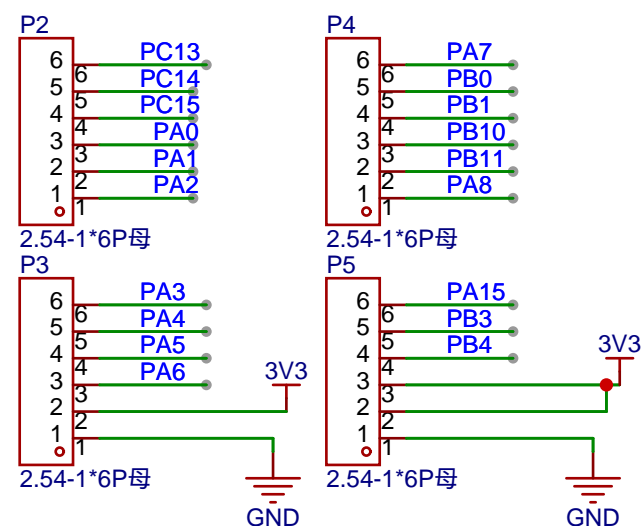 P2
6 6 PC13
5 5 PC14
4 4 PC15
3 3 PA0
2 2 PA1
1 1 PA2
2.54-1*6P母
P4
6 6 PA7
5 5 PB0
4 4 PB1
3 3 PB10
2 2 PB11
1 1 PA8
2.54-1*6P母
P3
6 6 PA3
5 5 PA4
4 4 PA5
3 3 PA6
3V3
2 2
1 1
2.54-1*6P母
GND
P5
6 6 PA15
5 5 PB3
4 4 PB4
3V3
3 3
2 2
1 1
2.54-1*6P母
GND